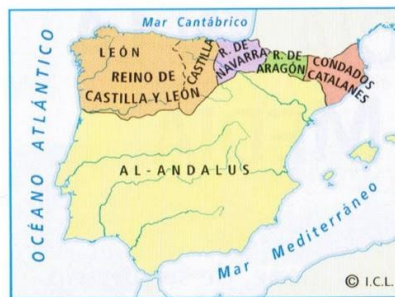 Mar Cantábrico
OCÉANO ATLÁNTICO
LEÓN
CASTILLA
REINO DE
CASTILLA Y LEÓN
R. DE
NAVARRA
R. DE
ARAGÓN
CONDADOS
CATALANES
AL-ANDALUS
Mar Mediterráneo
© I.C.L.